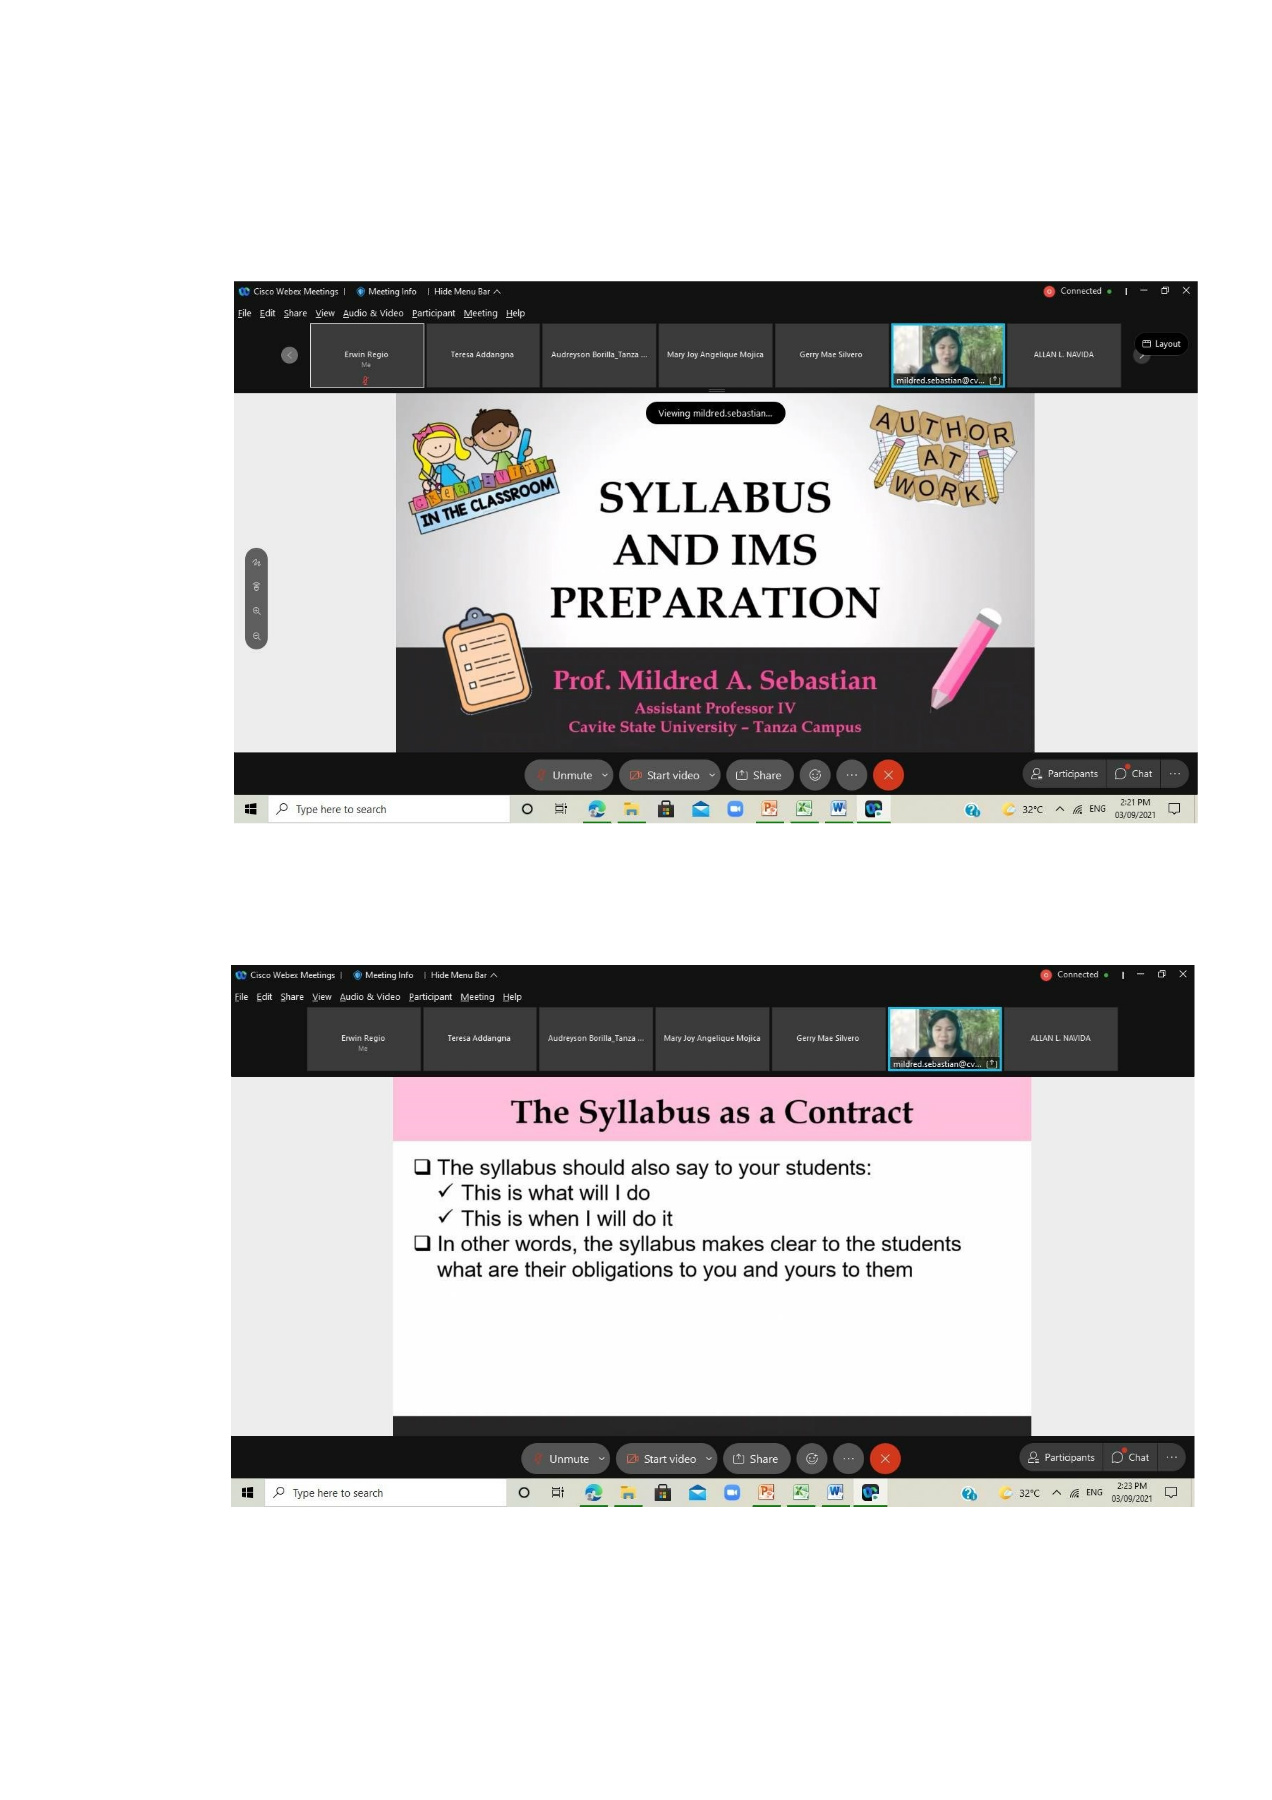 Cisco Webex Meetings | Meeting Info | Hide Menu Bar
Connected
File Edit Share View Audio & Video Participant Meeting Help
Erwin Regio
Me
Teresa Addangna
Audreyson Borilla_Tanza ...
Mary Joy Angelique Mojica
Gerry Mae Silvero
mildred.sebastian@cv...
ALLAN L. NAVIDA
Layout
Viewing mildred.sebastian...
CREATIVITY
IN THE CLASSROOM
AUTHOR
AT
WORK
SYLLABUS
AND IMS
PREPARATION
Prof. Mildred A. Sebastian
Assistant Professor IV
Cavite State University – Tanza Campus
Unmute Start video Share
Participants Chat
Type here to search
32°C ENG
2:21 PM
03/09/2021
Cisco Webex Meetings | Meeting Info | Hide Menu Bar
Connected
File Edit Share View Audio & Video Participant Meeting Help
Erwin Regio
Me
Teresa Addangna
Audreyson Borilla_Tanza ...
Mary Joy Angelique Mojica
Gerry Mae Silvero
mildred.sebastian@cv...
ALLAN L. NAVIDA
The Syllabus as a Contract
❑ The syllabus should also say to your students:
✓ This is what will I do
✓ This is when I will do it
❑ In other words, the syllabus makes clear to the students
what are their obligations to you and yours to them
Unmute Start video Share
Participants Chat
Type here to search
32°C ENG
2:23 PM
03/09/2021